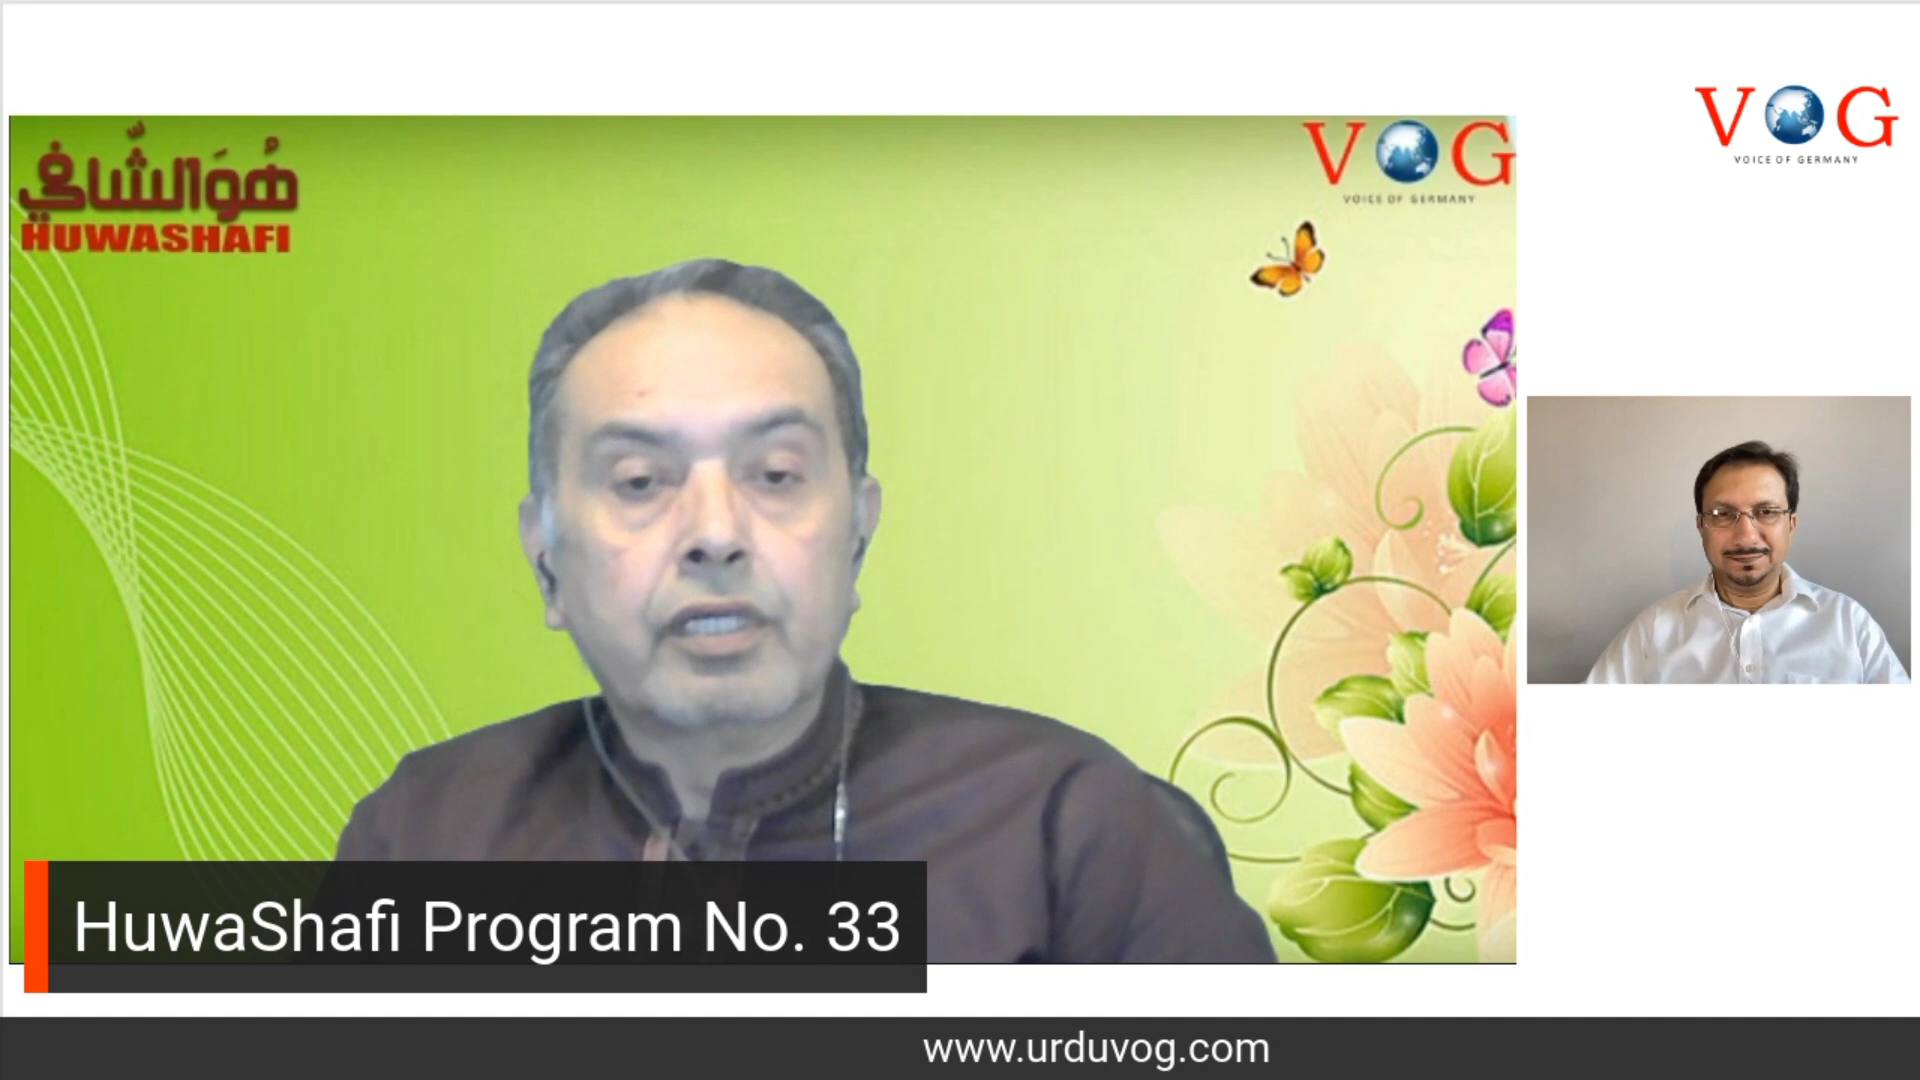 هُوَالشَّافِي
HUWASHAFI
VOG
VOICE OF GERMANY
VOG
VOICE OF GERMANY
HuwaShafi Program No. 33
www.urduvog.com